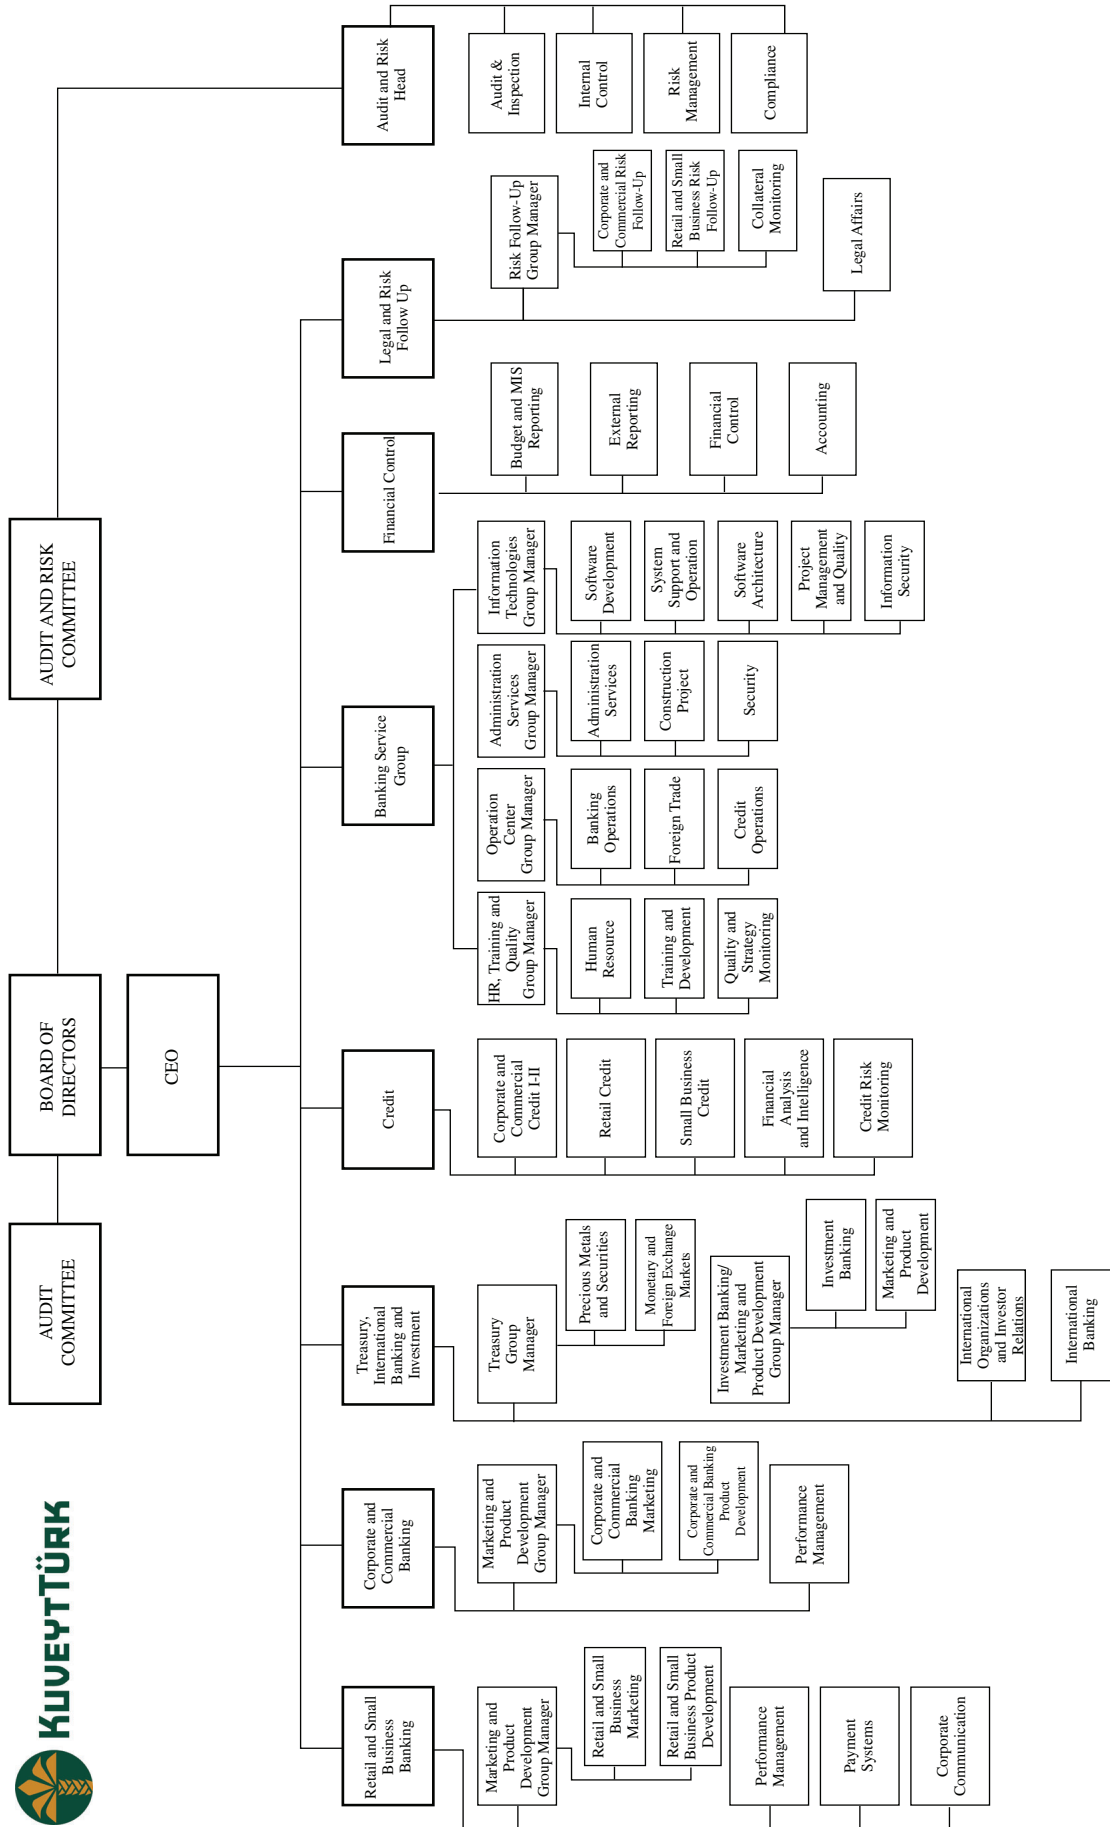 KUVEYTTÜRK
AUDIT
COMMITTEE
BOARD OF
DIRECTORS
AUDIT AND RISK
COMMITTEE
CEO
Retail and Small
Business
Banking
Corporate and
Commercial
Banking
Treasury,
International
Banking and
Investment
Credit
Banking Service
Group
Financial Control
Legal and Risk
Follow Up
Audit and Risk
Head
Marketing and
Product
Development
Group Manager
Retail and Small
Business
Marketing
Retail and Small
Business Product
Development
Performance
Management
Payment
Systems
Corporate
Communication
Marketing and
Product
Development
Group Manager
Corporate and
Commercial
Banking
Marketing
Corporate and
Commercial Banking
Product
Development
Performance
Management
Treasury
Group
Manager
Precious Metals
and Securities
Monetary and
Foreign Exchange
Markets
Investment Banking/
Marketing and
Product Development
Group Manager
Investment
Banking
Marketing and
Product
Development
International
Organizations
and Investor
Relations
International
Banking
Corporate and
Commercial
Credit I-II
Retail Credit
Small Business
Credit
Financial
Analysis
and Intelligence
Credit Risk
Monitoring
HR, Training and
Quality
Group Manager
Human
Resource
Training and
Development
Quality and
Strategy
Monitoring
Operation
Center
Group Manager
Banking
Operations
Foreign Trade
Credit
Operations
Administration
Services
Group Manager
Administration
Services
Construction
Project
Security
Information
Technologies
Group Manager
Software
Development
System
Support and
Operation
Software
Architecture
Project
Management
and Quality
Information
Security
Budget and MIS
Reporting
External
Reporting
Financial
Control
Accounting
Risk Follow-Up
Group Manager
Corporate and
Commercial Risk
Follow-Up
Retail and Small
Business Risk
Follow-Up
Collateral
Monitoring
Legal Affairs
Audit &
Inspection
Internal
Control
Risk
Management
Compliance